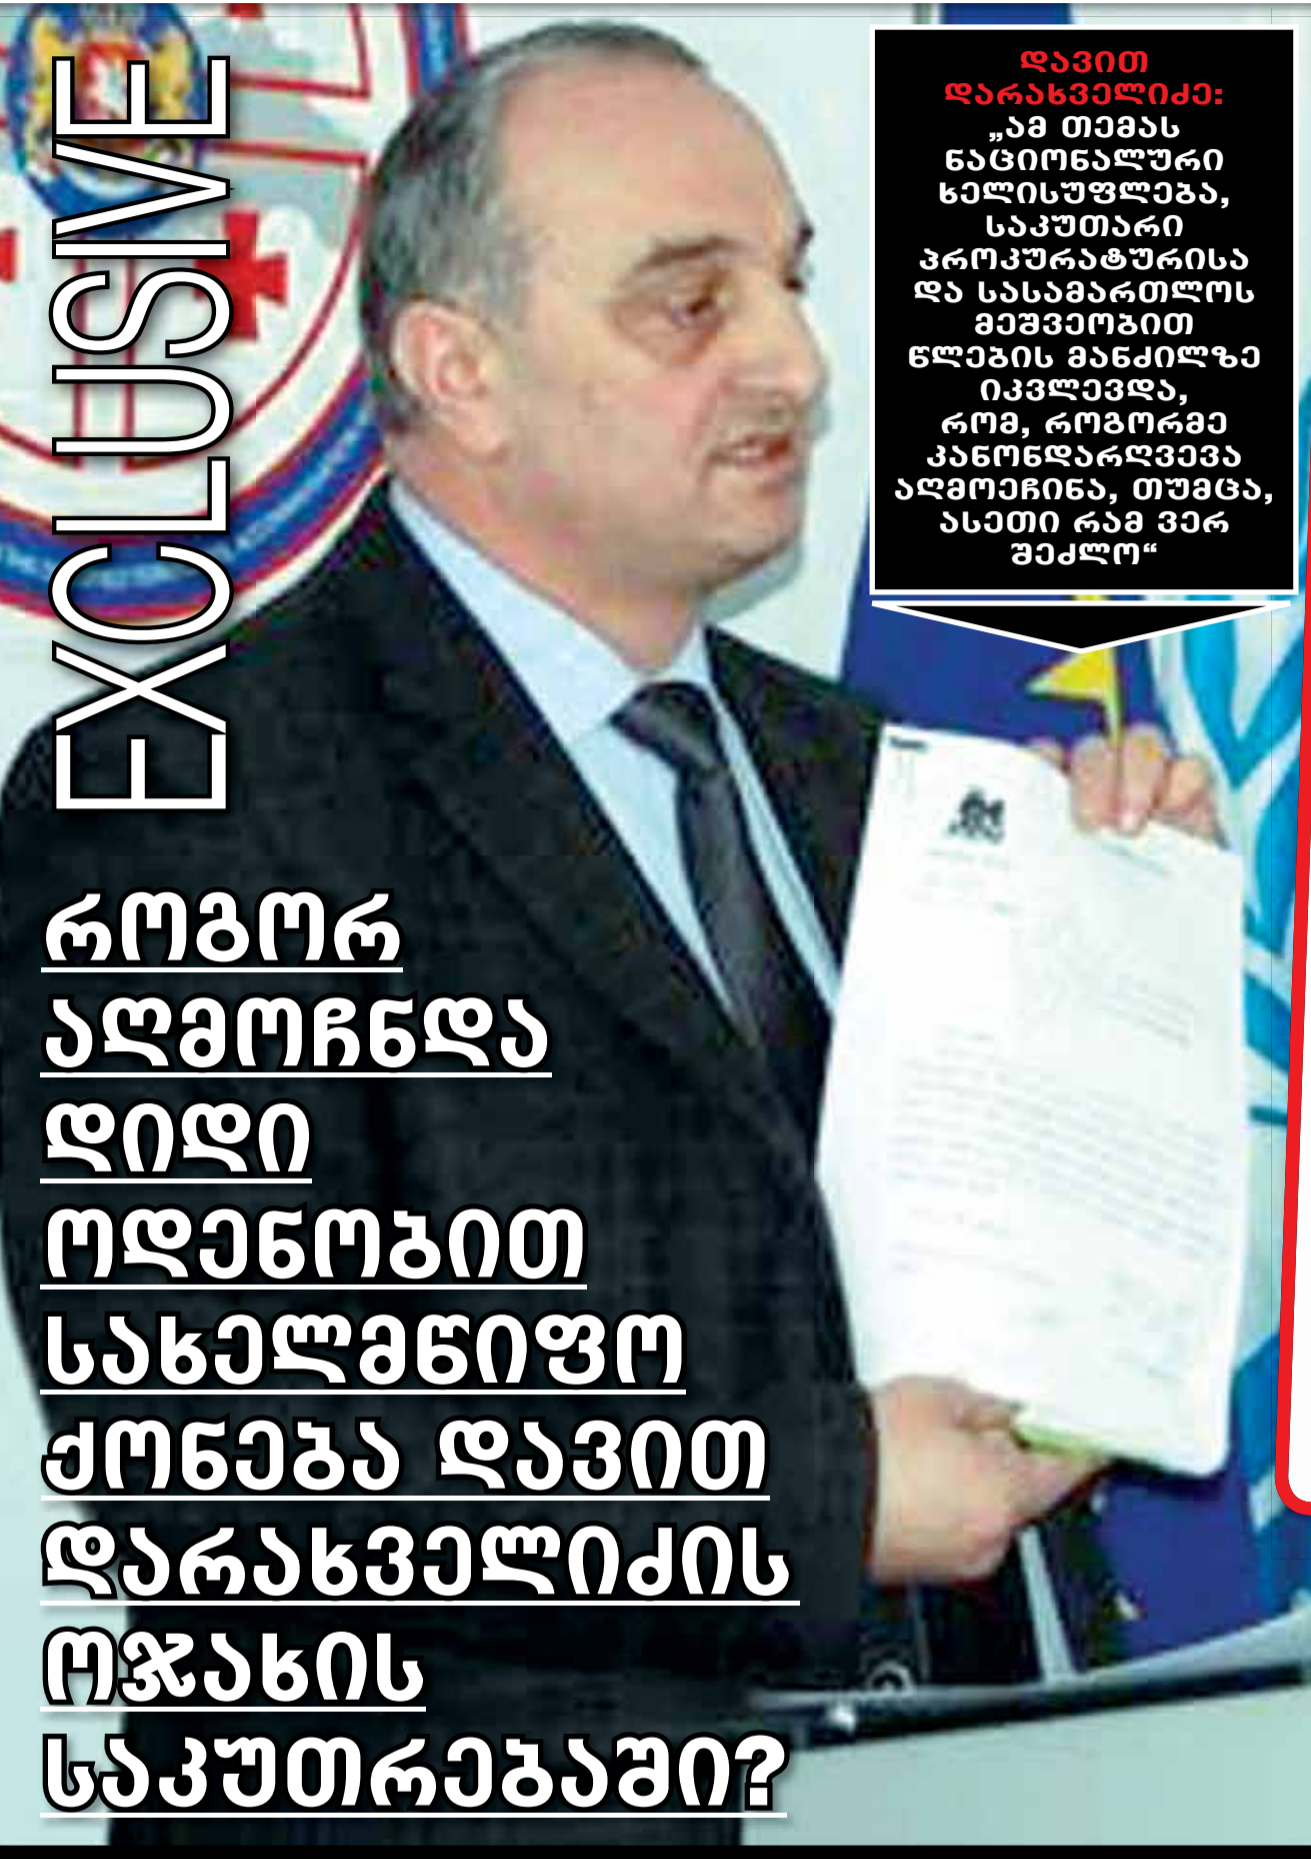 EXCLUSIVE
დავით
დარახველიძე:
„ამ თემას
ნაციონალური
ხელისუფლება,
საკუთარი
პროკურატურისა
და სასამართლოს
მეშვეობით
წლების მანძილზე
იკვლევდა,
რომ, როგორმე
კანონდარღვევა
აღმოეჩინა, თუმცა,
ასეთი რამ ვერ
შეძლო“
როგორ
აღმოჩნდა
დიდი
ოდენობით
სახელმწიფო
ქონება დავით
დარახველიძის
ოჯახის
საკუთრებაში?